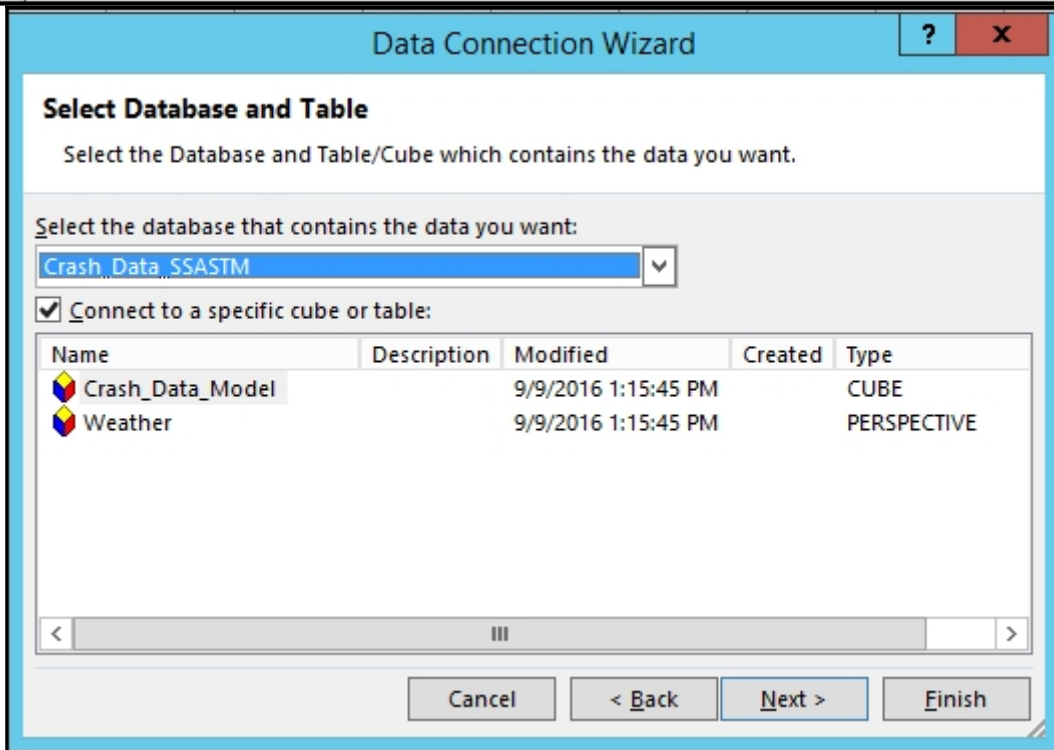 Data Connection Wizard
? x
Select Database and Table
Select the Database and Table/Cube which contains the data you want.
Select the database that contains the data you want:
Crash_Data_SSASTM
Connect to a specific cube or table:
Name Description Modified Created Type
Crash_Data_Model 9/9/2016 1:15:45 PM CUBE
Weather 9/9/2016 1:15:45 PM PERSPECTIVE
Cancel < Back Next > Finish